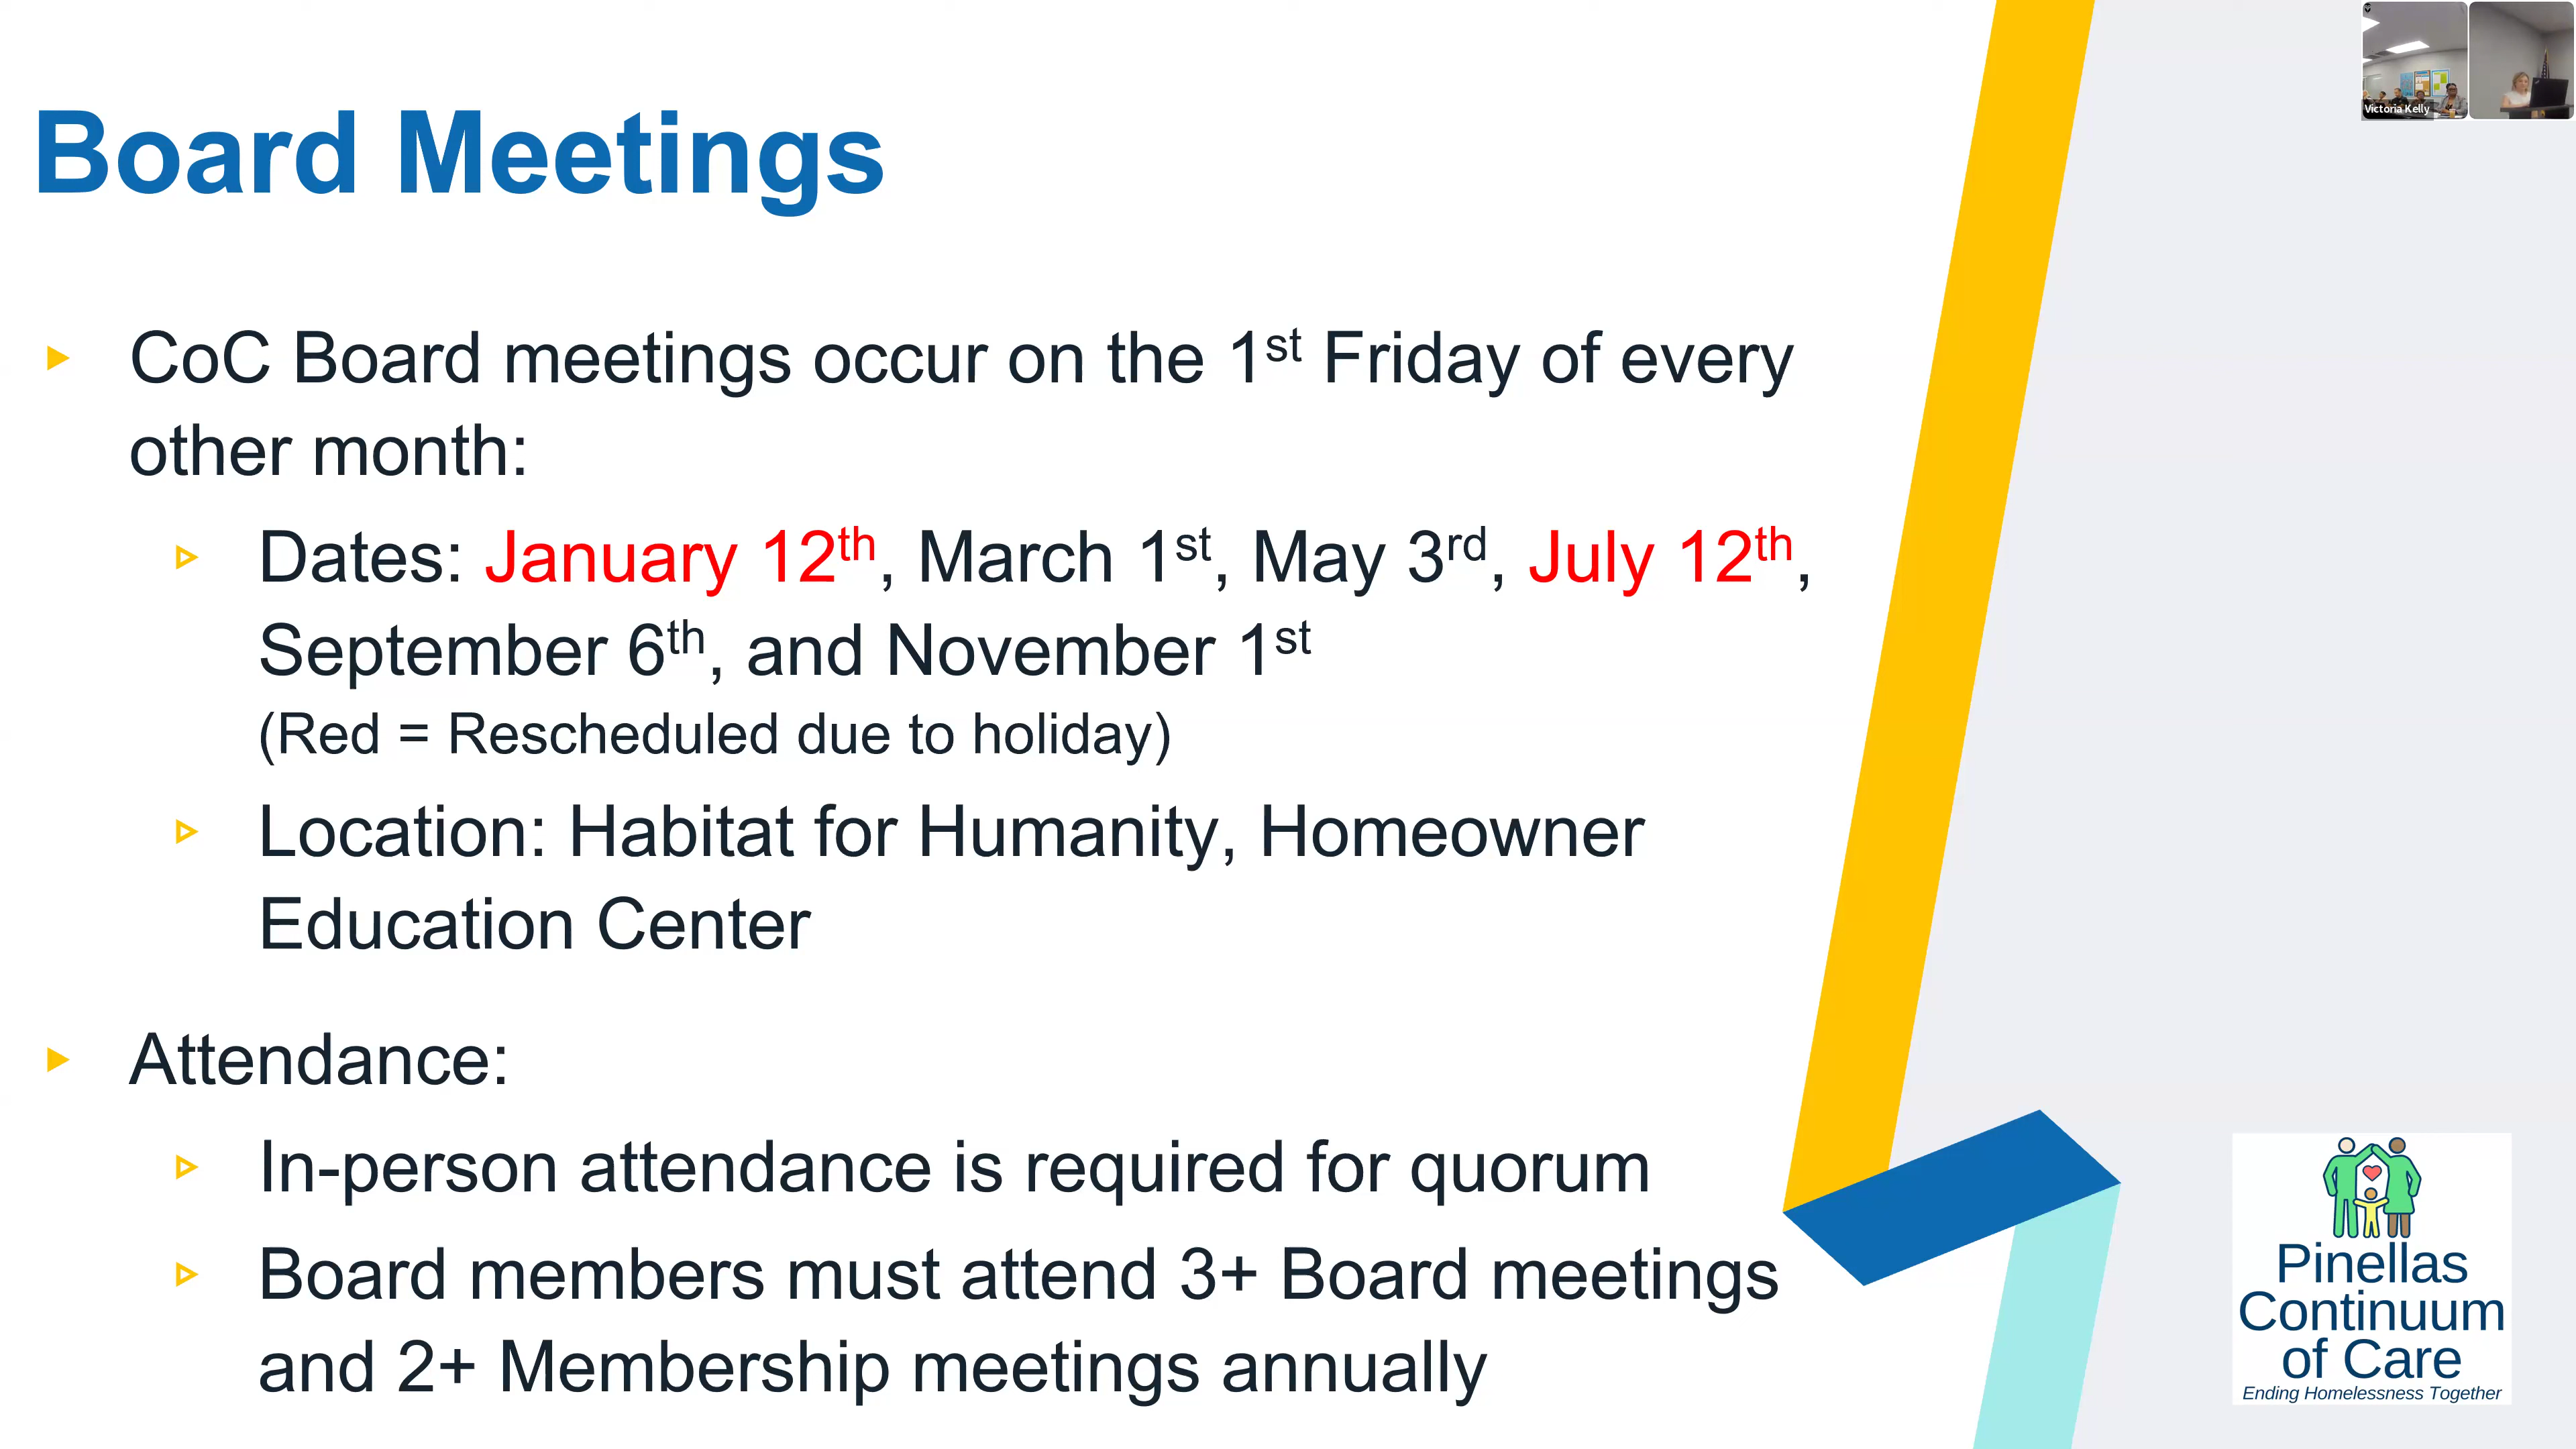 Victoria Kelly
Board Meetings
CoC Board meetings occur on the 1st Friday of every
other month:
Dates: January 12th, March 1st, May 3rd, July 12th,
September 6th, and November 1st
(Red = Rescheduled due to holiday)
Location: Habitat for Humanity, Homeowner
Education Center
Attendance:
In-person attendance is required for quorum
Board members must attend 3+ Board meetings
and 2+ Membership meetings annually
Pinellas
Continuum
of Care
Ending Homelessness Together